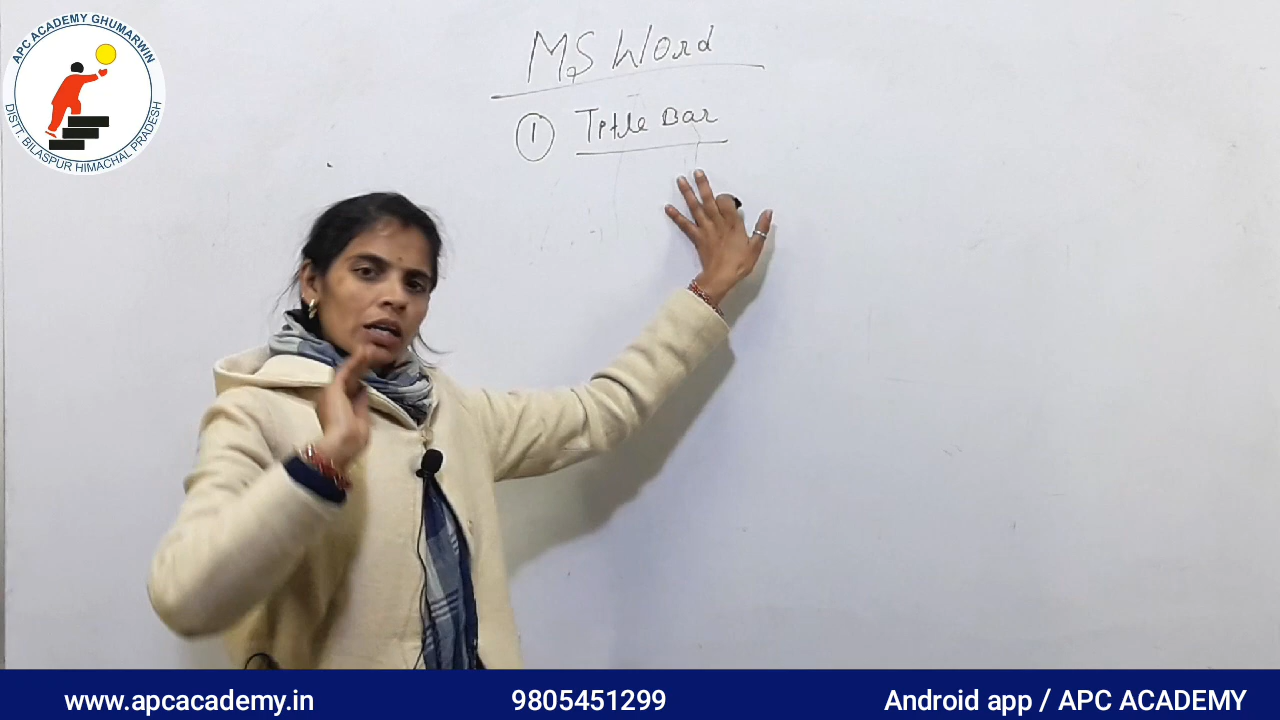 APC ACADEMY GHUMARWIN
DISTT. BILASPUR HIMACHAL PRADESH
MS Word
① Title Bar
www.apcacademy.in
9805451299
Android app / APC ACADEMY